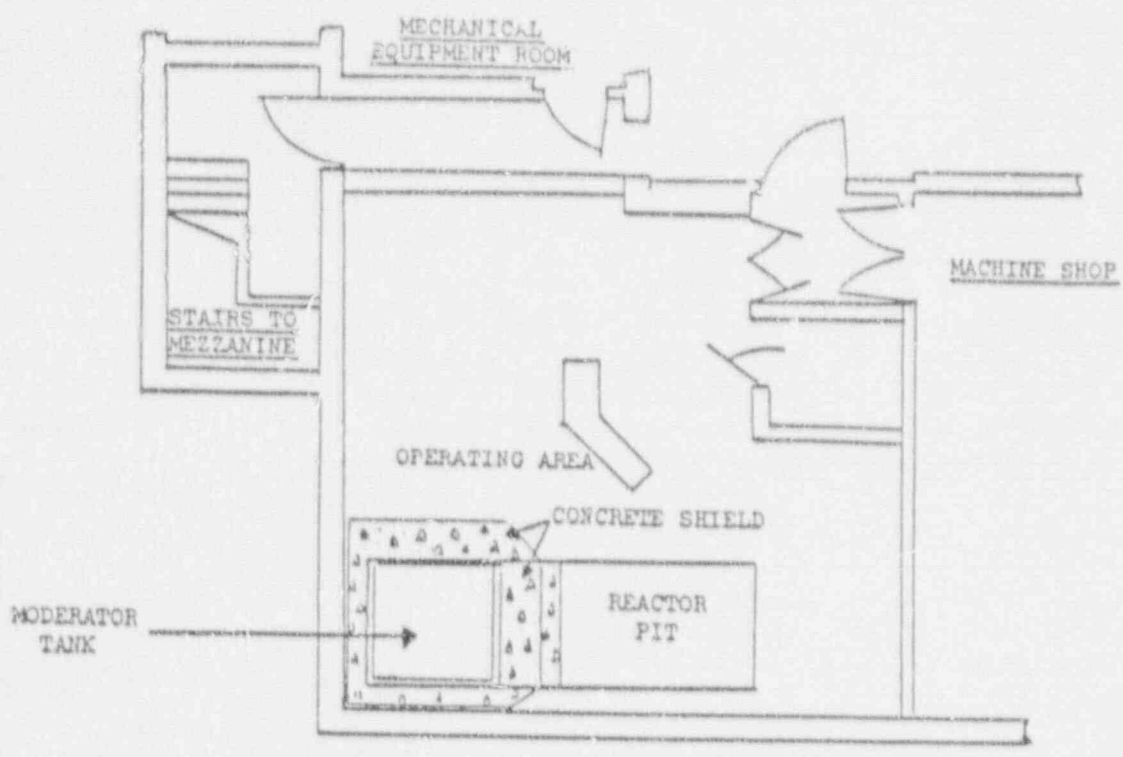 MECHANICAL
EQUIPMENT ROOM
MACHINE SHOP
STAIRS TO
MEZZANINE
OPERATING AREA
CONCRETE SHIELD
MODERATOR
TANK
REACTOR
PIT